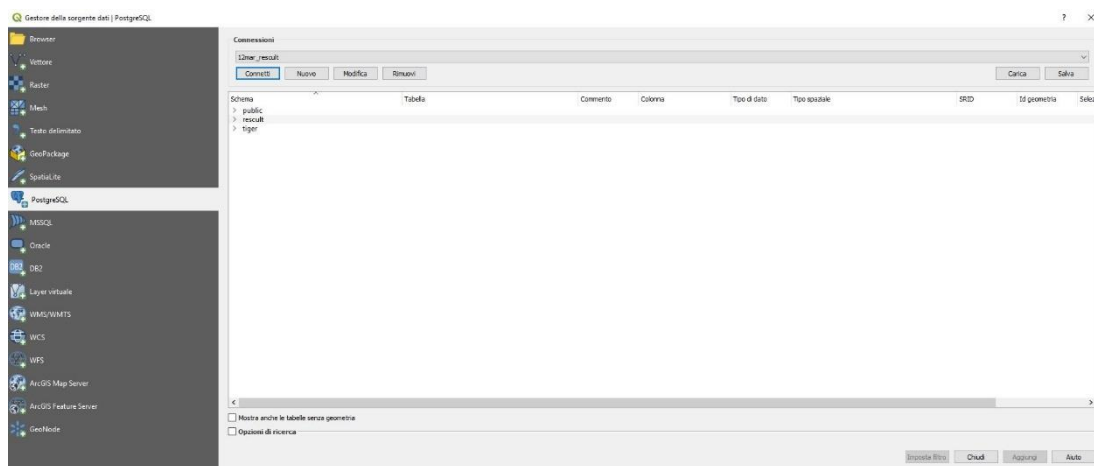 Gestore della sorgente dati | PostgreSQL
? ×
Browser
Vettore
Raster
Mesh
Testo delimitato
GeoPackage
SpatiaLite
PostgreSQL
MSSQL
Oracle
DB2
Layer virtuale
WMS/WMTS
WCS
WFS
ArcGIS Map Server
ArcGIS Feature Server
GeoNode
Connessioni
12mar_rescult
Connetti Nuovo Modifica Rimuovi Carica Salva
Schema Tabella Commento Colonna Tipo di dato Tipo spaziale SRID Id geometria Selez
public
rescult
tiger
Mostra anche le tabelle senza geometria
Opzioni di ricerca
Imposta filtro Chiudi Aggiungi Aiuto